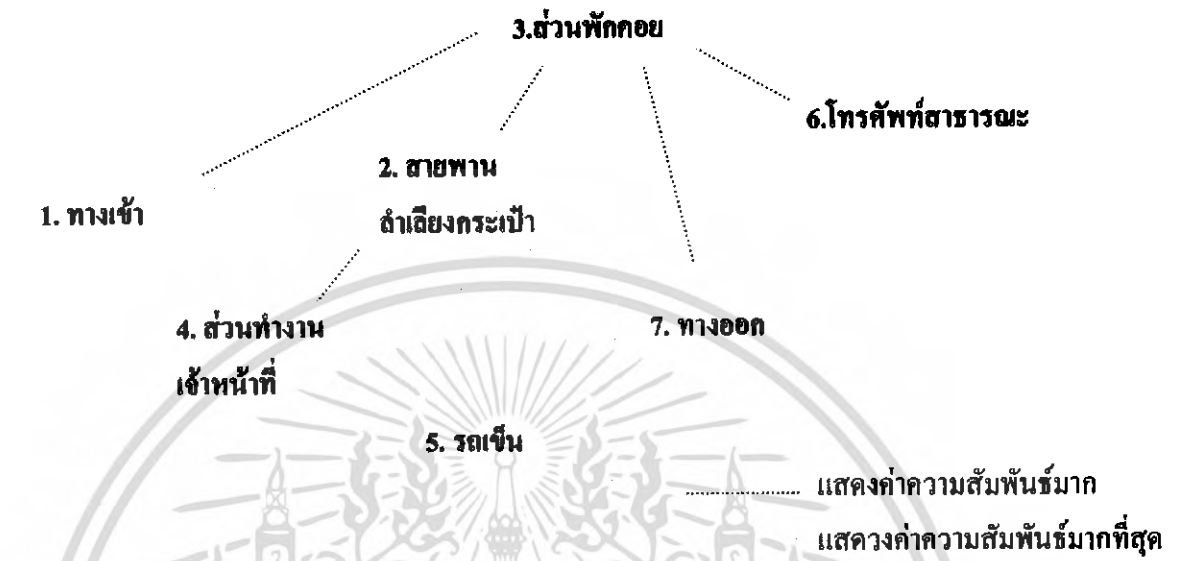 3.ส่วนพักคอย
6.โทรศัพท์สาธารณะ
2. สายพาน
ลำเลียงกระเป๋า
1. ทางเข้า
4. ส่วนทำงาน
เจ้าหน้าที่
7. ทางออก
5. รถเข็น
แสดงค่าความสัมพันธ์มาก
แสดวงค่าความสัมพันธ์มากที่สุด